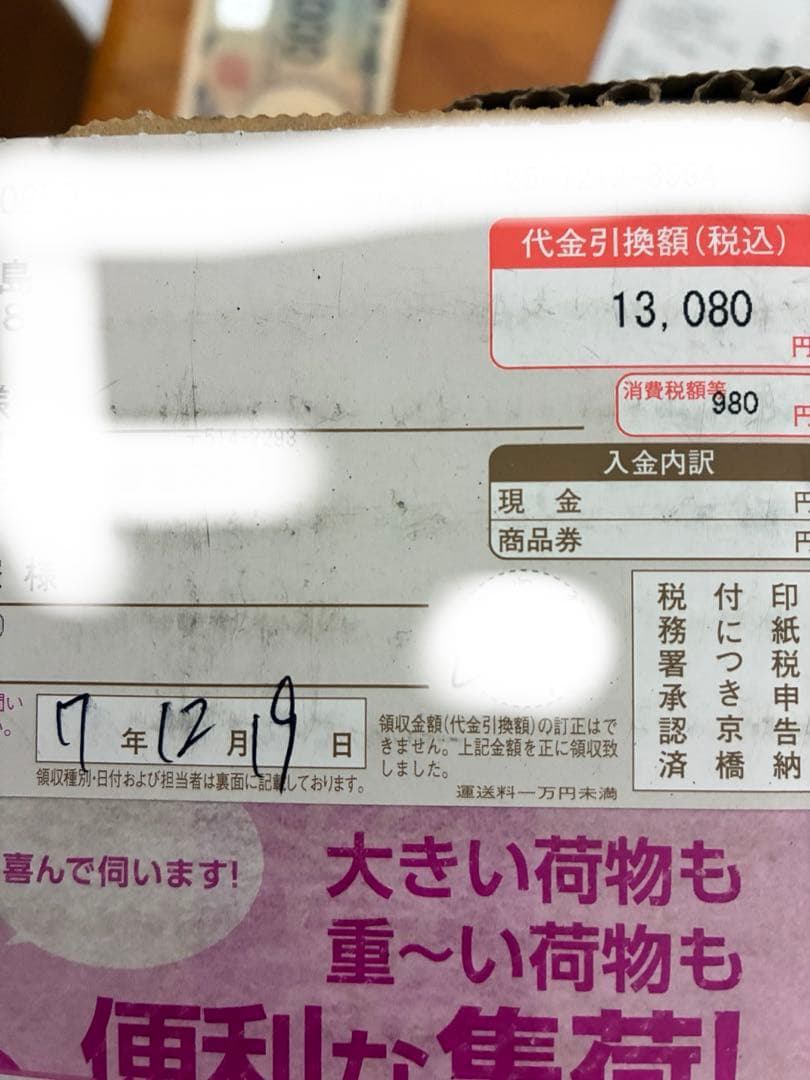 代金引換額(税込)
13,080
円
消費税額等
980
円
入金内訳
現 金 円
商品券 円
様
印紙税申告納
付につき京橋
税務署承認済
7年12月19日
領収金額(代金引換額)の訂正はで
きません。上記金額を正に領収致
しました。
領収種別・日付および担当者は裏面に記載しております。
運送料一万円未満
喜んで伺います!
大きい荷物も
重〜い荷物も
便利な集荷!